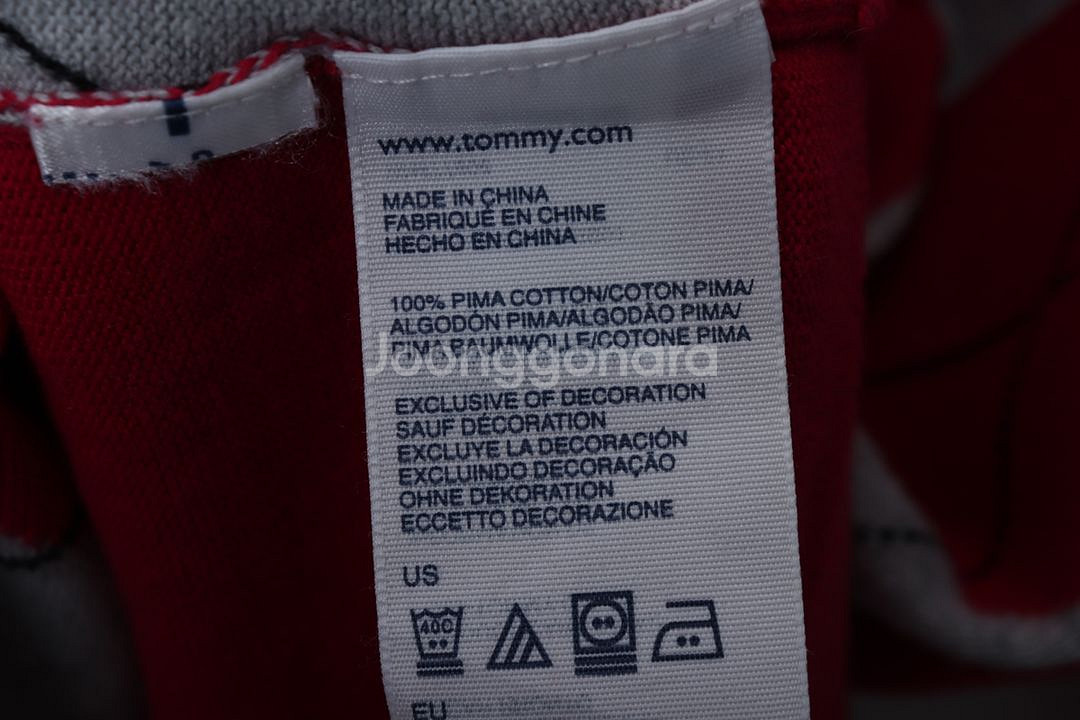 www.tommy.com
MADE IN CHINA
FABRIQUÉ EN CHINE
HECHO EN CHINA
100% PIMA COTTON/COTON PIMA/
ALGODÓN PIMA/ALGODÃO PIMA/
PIMA BAUMWOLLE/COTONE PIMA
Joonggonara
EXCLUSIVE OF DECORATION
SAUF DÉCORATION
EXCLUYE LA DECORACIÓN
EXCLUINDO DECORAÇÃO
OHNE DEKORATION
ECCETTO DECORAZIONE
US
40C
EU